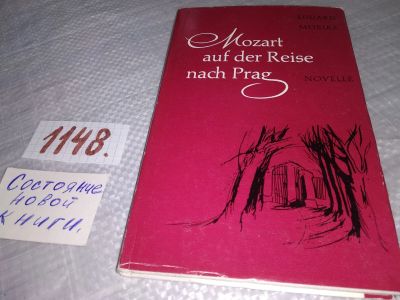 EDUARD
MÖRIKE
Mozart
auf der Reise
nach Prag
NOVELLE
1148.
Состояние
новой
книги.